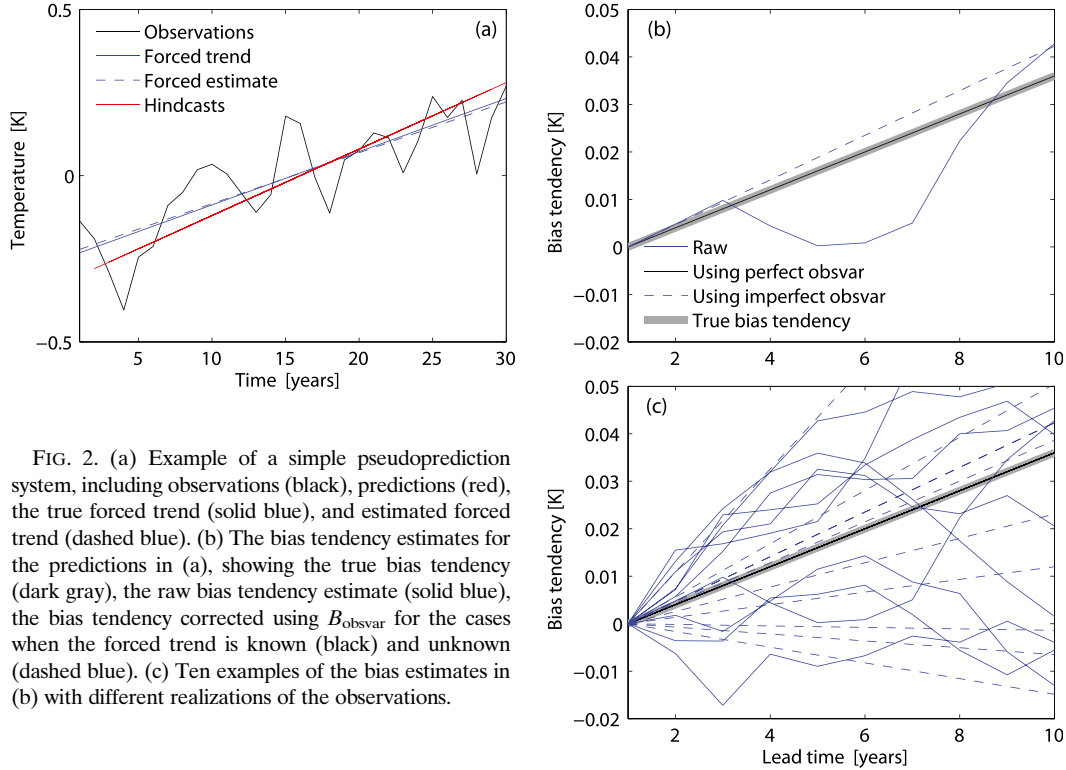 0.5
0
−0.5
Temperature [K]
(a)
Observations
Forced trend
Forced estimate
Hindcasts
5
10
15
20
25
30
Time [years]
0.05
0.04
0.03
0.02
0.01
0
−0.01
−0.02
Bias tendency [K]
(b)
Raw
Using perfect obsvar
Using imperfect obsvar
True bias tendency
2
4
6
8
10
0.05
0.04
0.03
0.02
0.01
0
−0.01
−0.02
Bias tendency [K]
(c)
2
4
6
8
10
Lead time [years]
FIG. 2. (a) Example of a simple pseudoprediction
system, including observations (black), predictions (red),
the true forced trend (solid blue), and estimated forced
trend (dashed blue). (b) The bias tendency estimates for
the predictions in (a), showing the true bias tendency
(dark gray), the raw bias tendency estimate (solid blue),
the bias tendency corrected using B_obsvar for the cases
when the forced trend is known (black) and unknown
(dashed blue). (c) Ten examples of the bias estimates in
(b) with different realizations of the observations.